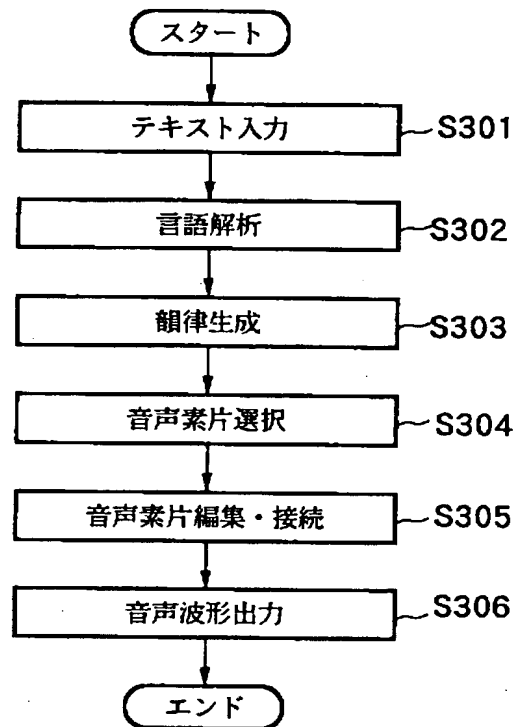 スタート
テキスト入力 S301
言語解析 S302
韻律生成 S303
音声素片選択 S304
音声素片編集・接続 S305
音声波形出力 S306
エンド